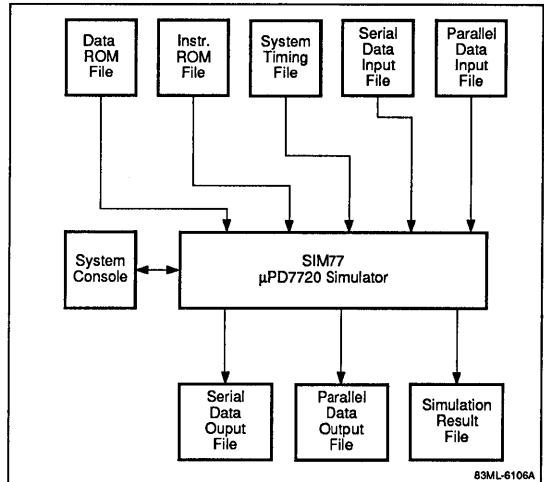 Data
ROM
File
Instr.
ROM
File
System
Timing
File
Serial
Data
Input
File
Parallel
Data
Input
File
System
Console
SIM77
µPD7720 Simulator
Serial
Data
Ouput
File
Parallel
Data
Output
File
Simulation
Result
File
83ML-6106A